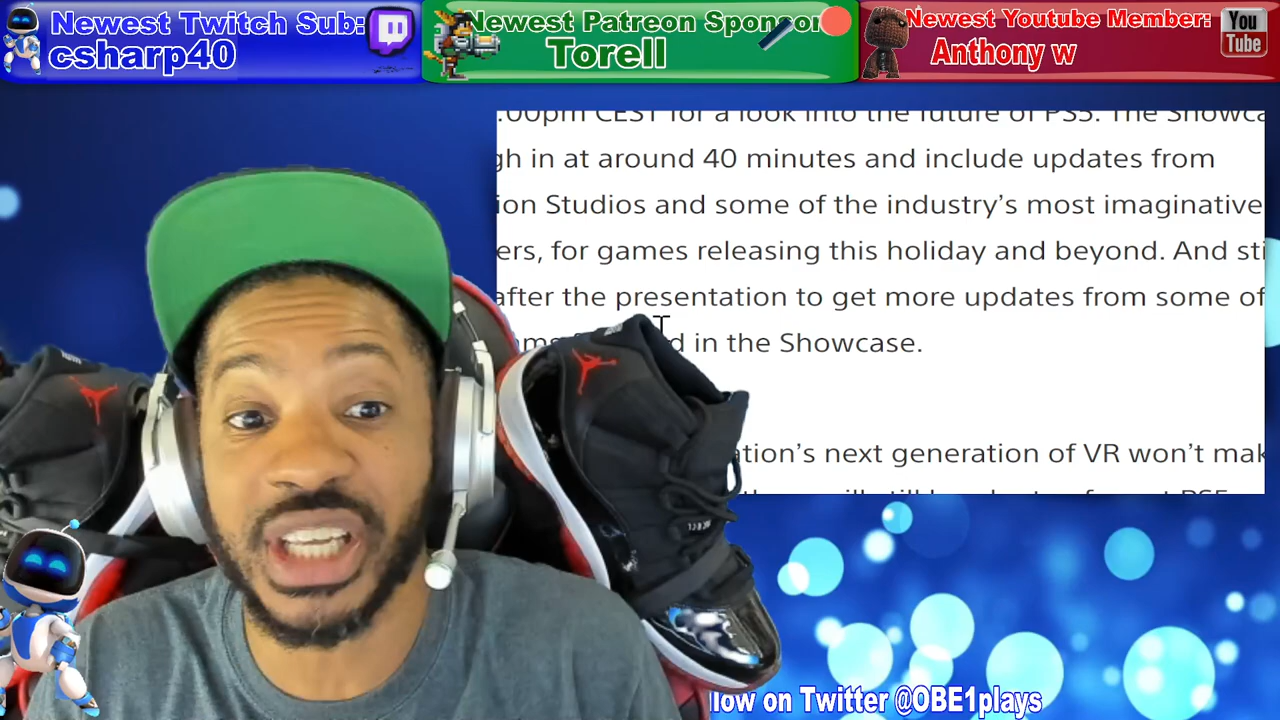 Newest Twitch Sub:
csharp40
Newest Patreon Sponsor
Torell
Newest Youtube Member:
Anthony w
You
Tube
:00pm CEST for a look into the future of PS5. The Showca
gh in at around 40 minutes and include updates from
ion Studios and some of the industry's most imaginative
ers, for games releasing this holiday and beyond. And sti
after the presentation to get more updates from some of
in the Showcase.
ation's next generation of VR won't mak
llow on Twitter @OBE1plays